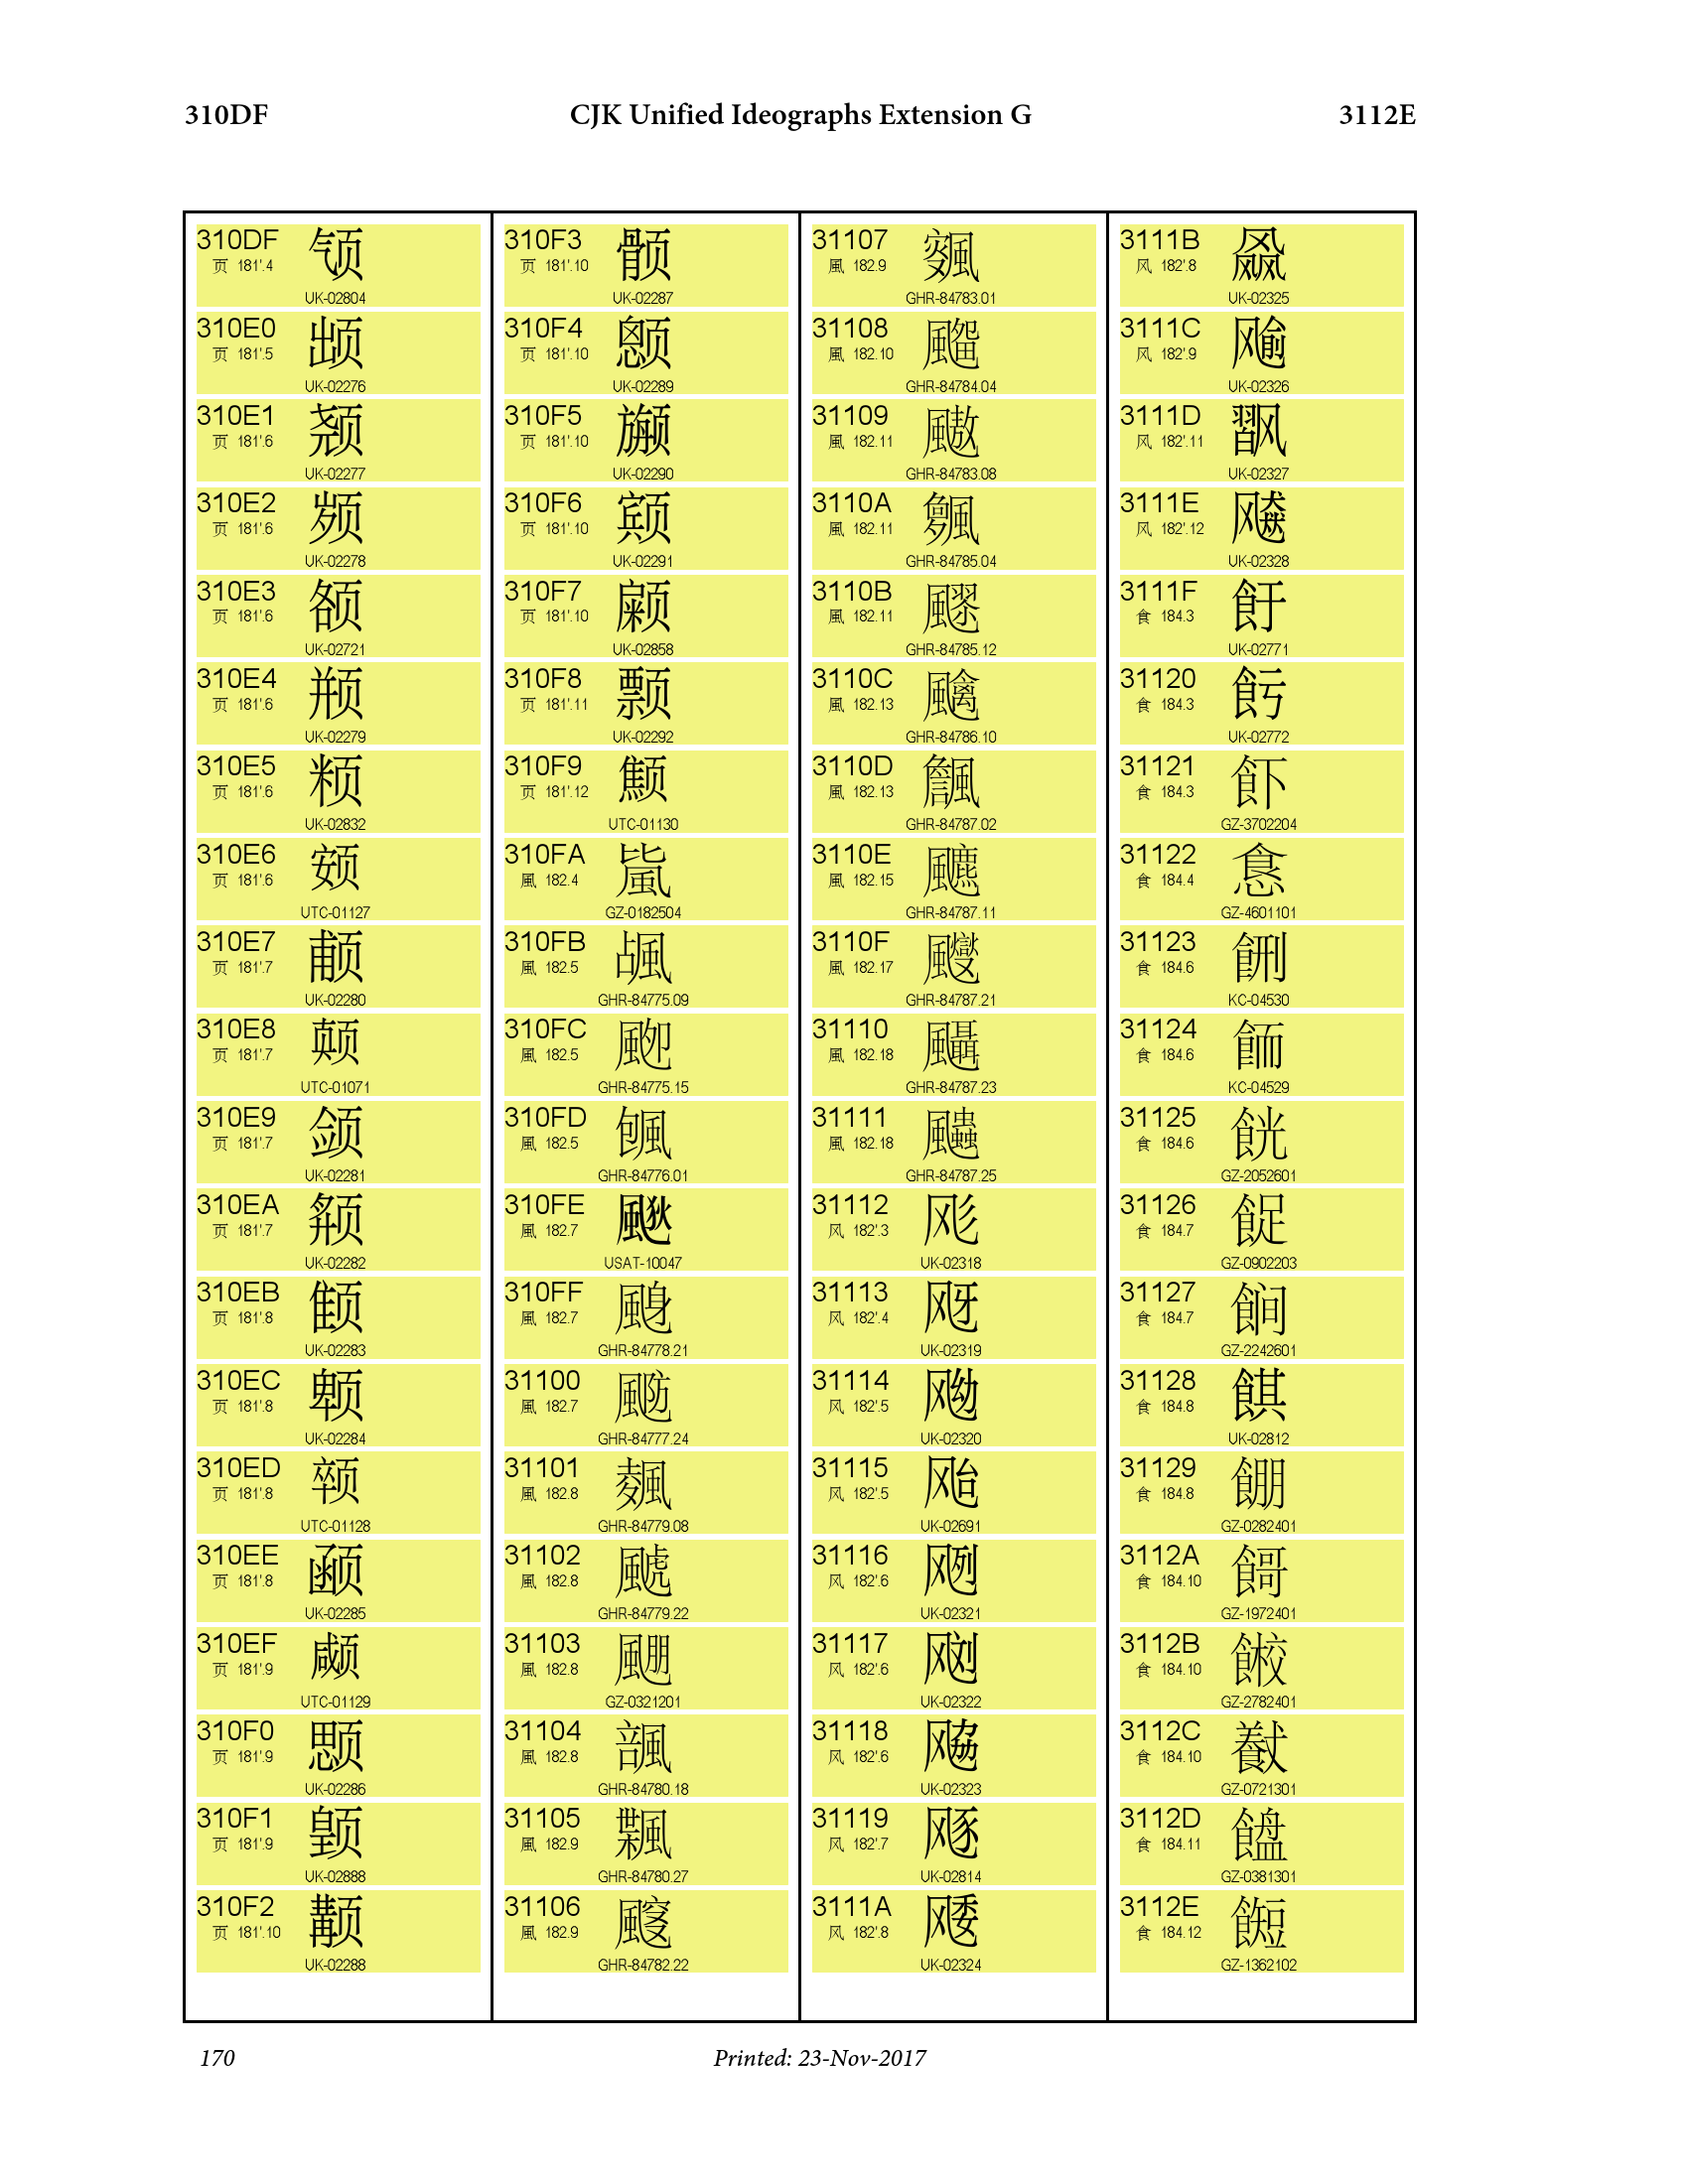 310DF CJK Unified Ideographs Extension G 3112E
310DF
页 181'.4
UK-02804
310E0
页 181'.5
UK-02276
310E1
页 181'.6
UK-02277
310E2
页 181'.6
UK-02278
310E3
页 181'.6
UK-02721
310E4
页 181'.6
UK-02279
310E5
页 181'.6
UK-02832
310E6
页 181'.6
UTC-01127
310E7
页 181'.7
UK-02280
310E8
页 181'.7
UTC-01071
310E9
页 181'.7
UK-02281
310EA
页 181'.7
UK-02282
310EB
页 181'.8
UK-02283
310EC
页 181'.8
UK-02284
310ED
页 181'.8
UTC-01128
310EE
页 181'.8
UK-02285
310EF
页 181'.9
UTC-01129
310F0
页 181'.9
UK-02286
310F1
页 181'.9
UK-02888
310F2
页 181'.10
UK-02288
310F3
页 181'.10
UK-02287
310F4
页 181'.10
UK-02289
310F5
页 181'.10
UK-02290
310F6
页 181'.10
UK-02291
310F7
页 181'.10
UK-02858
310F8
页 181'.11
UK-02292
310F9
页 181'.12
UTC-01130
310FA
風 182.4
GZ-0182504
310FB
風 182.5
GHR-84775.09
310FC
風 182.5
GHR-84775.15
310FD
風 182.5
GHR-84776.01
310FE
風 182.7
USAT-10047
310FF
風 182.7
GHR-84778.21
31100
風 182.7
GHR-84777.24
31101
風 182.8
GHR-84779.08
31102
風 182.8
GHR-84779.22
31103
風 182.8
GZ-0321201
31104
風 182.8
GHR-84780.18
31105
風 182.9
GHR-84780.27
31106
風 182.9
GHR-84782.22
31107
風 182.9
GHR-84783.01
31108
風 182.10
GHR-84784.04
31109
風 182.11
GHR-84783.08
3110A
風 182.11
GHR-84785.04
3110B
風 182.11
GHR-84785.12
3110C
風 182.13
GHR-84786.10
3110D
風 182.13
GHR-84787.02
3110E
風 182.15
GHR-84787.11
3110F
風 182.17
GHR-84787.21
31110
風 182.18
GHR-84787.23
31111
風 182.18
GHR-84787.25
31112
风 182'.3
UK-02318
31113
风 182'.4
UK-02319
31114
风 182'.5
UK-02320
31115
风 182'.5
UK-02691
31116
风 182'.6
UK-02321
31117
风 182'.6
UK-02322
31118
风 182'.6
UK-02323
31119
风 182'.7
UK-02814
3111A
风 182'.8
UK-02324
3111B
风 182'.8
UK-02325
3111C
风 182'.9
UK-02326
3111D
风 182'.11
UK-02327
3111E
风 182'.12
UK-02328
3111F
食 184.3
UK-02771
31120
食 184.3
UK-02772
31121
食 184.3
GZ-3702204
31122
食 184.4
GZ-4601101
31123
食 184.6
KC-04530
31124
食 184.6
KC-04529
31125
食 184.6
GZ-2052601
31126
食 184.7
GZ-0902203
31127
食 184.7
GZ-2242601
31128
食 184.8
UK-02812
31129
食 184.8
GZ-0282401
3112A
食 184.10
GZ-1972401
3112B
食 184.10
GZ-2782401
3112C
食 184.10
GZ-0721301
3112D
食 184.11
GZ-0381301
3112E
食 184.12
GZ-1362102
170 Printed: 23-Nov-2017